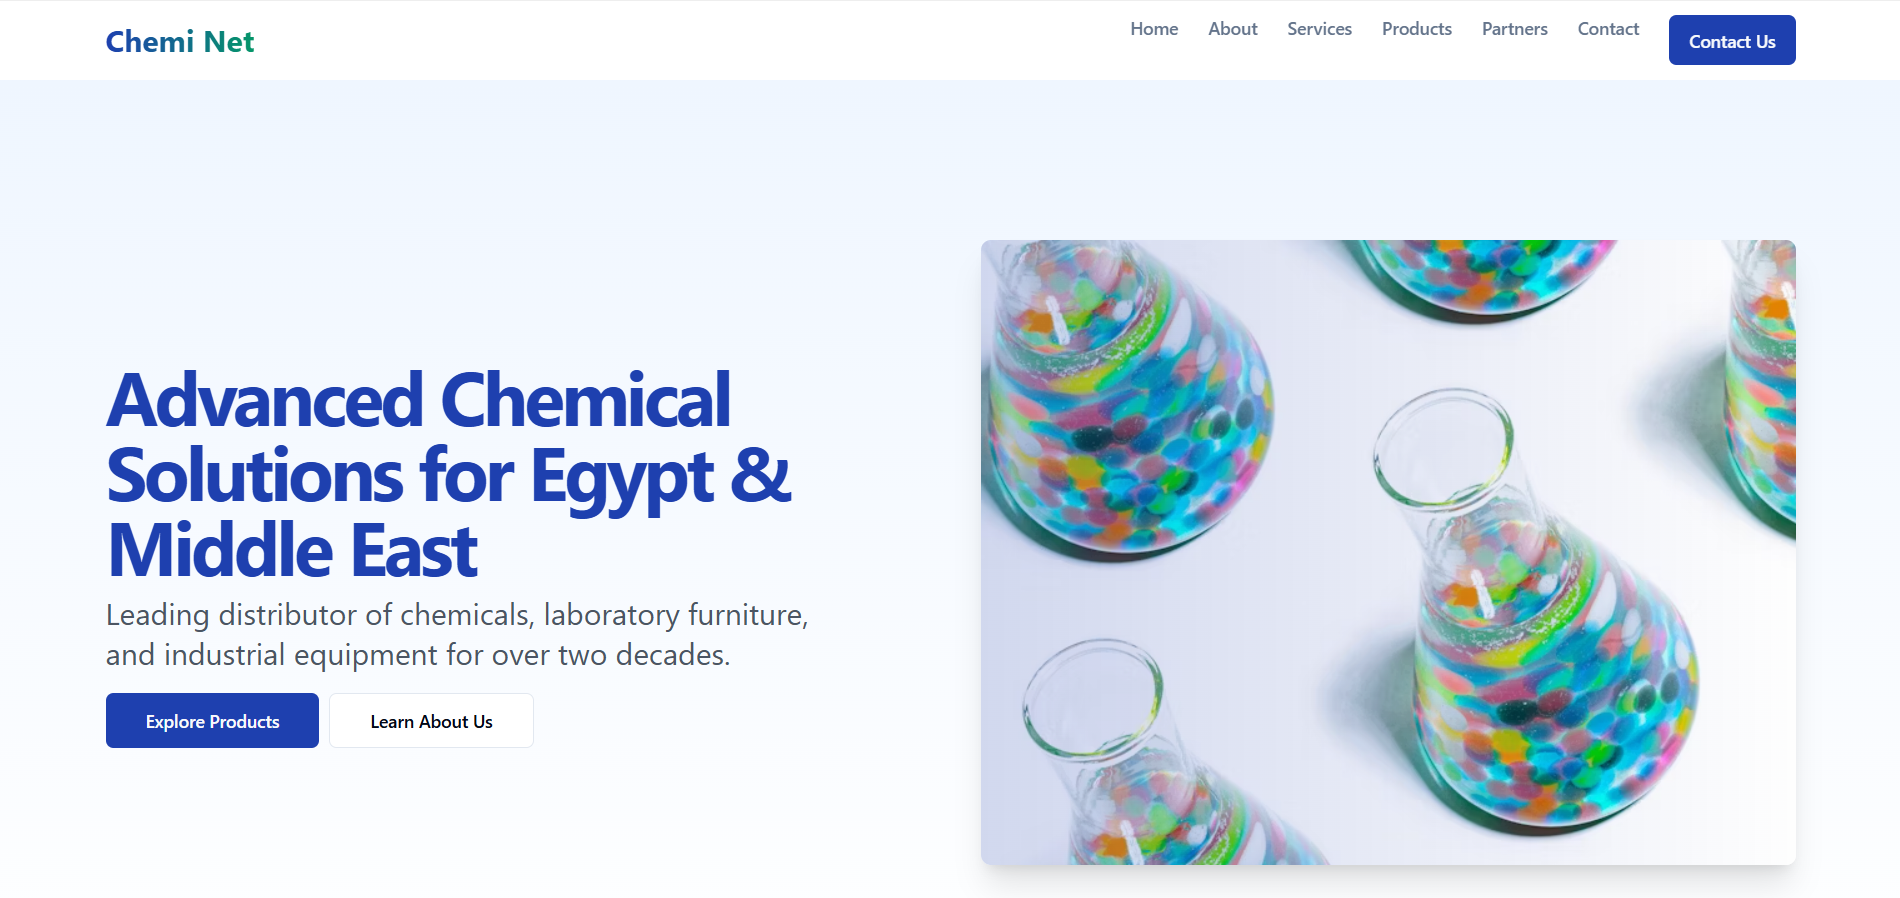 Chemi Net
Home About Services Products Partners Contact Contact Us
Advanced Chemical
Solutions for Egypt &
Middle East
Leading distributor of chemicals, laboratory furniture,
and industrial equipment for over two decades.
Explore Products Learn About Us